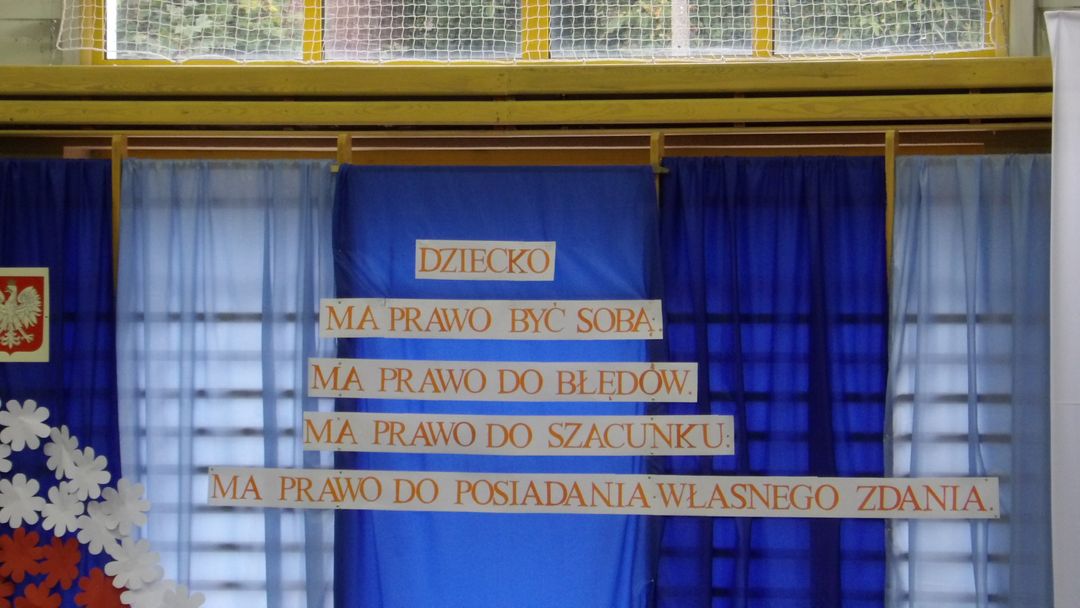 DZIECKO
MA PRAWO BYĆ SOBĄ.
MA PRAWO DO BŁĘDÓW.
MA PRAWO DO SZACUNKU.
MA PRAWO DO POSIADANIA WŁASNEGO ZDANIA.